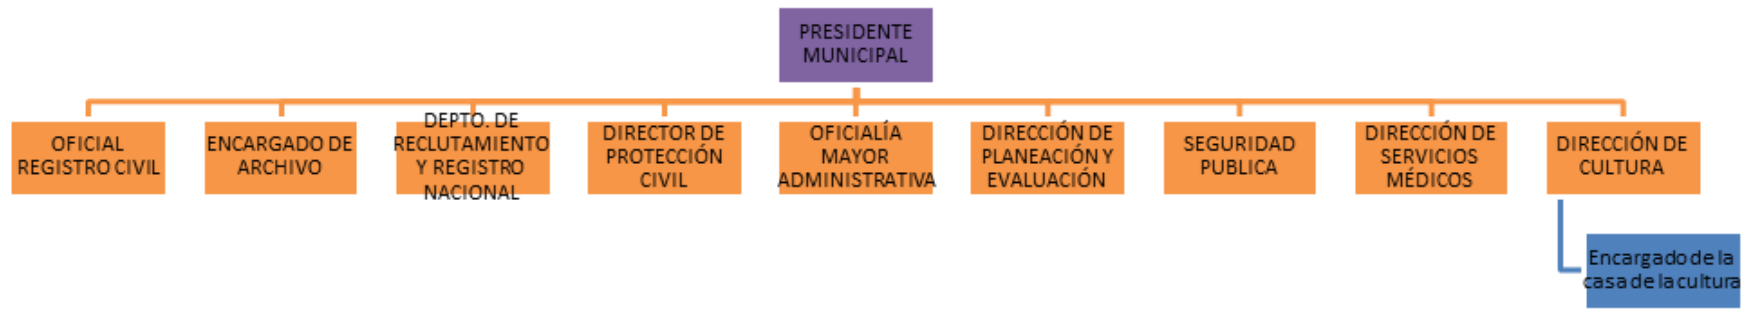 PRESIDENTE
MUNICIPAL
OFICIAL
REGISTRO CIVIL
ENCARGADO DE
ARCHIVO
DEPTO. DE
RECLUTAMIENTO
Y REGISTRO
NACIONAL
DIRECTOR DE
PROTECCIÓN
CIVIL
OFICIALÍA
MAYOR
ADMINISTRATIVA
DIRECCIÓN DE
PLANEACIÓN Y
EVALUACIÓN
SEGURIDAD
PUBLICA
DIRECCIÓN DE
SERVICIOS
MÉDICOS
DIRECCIÓN DE
CULTURA
Encargado de la
casa de la cultura